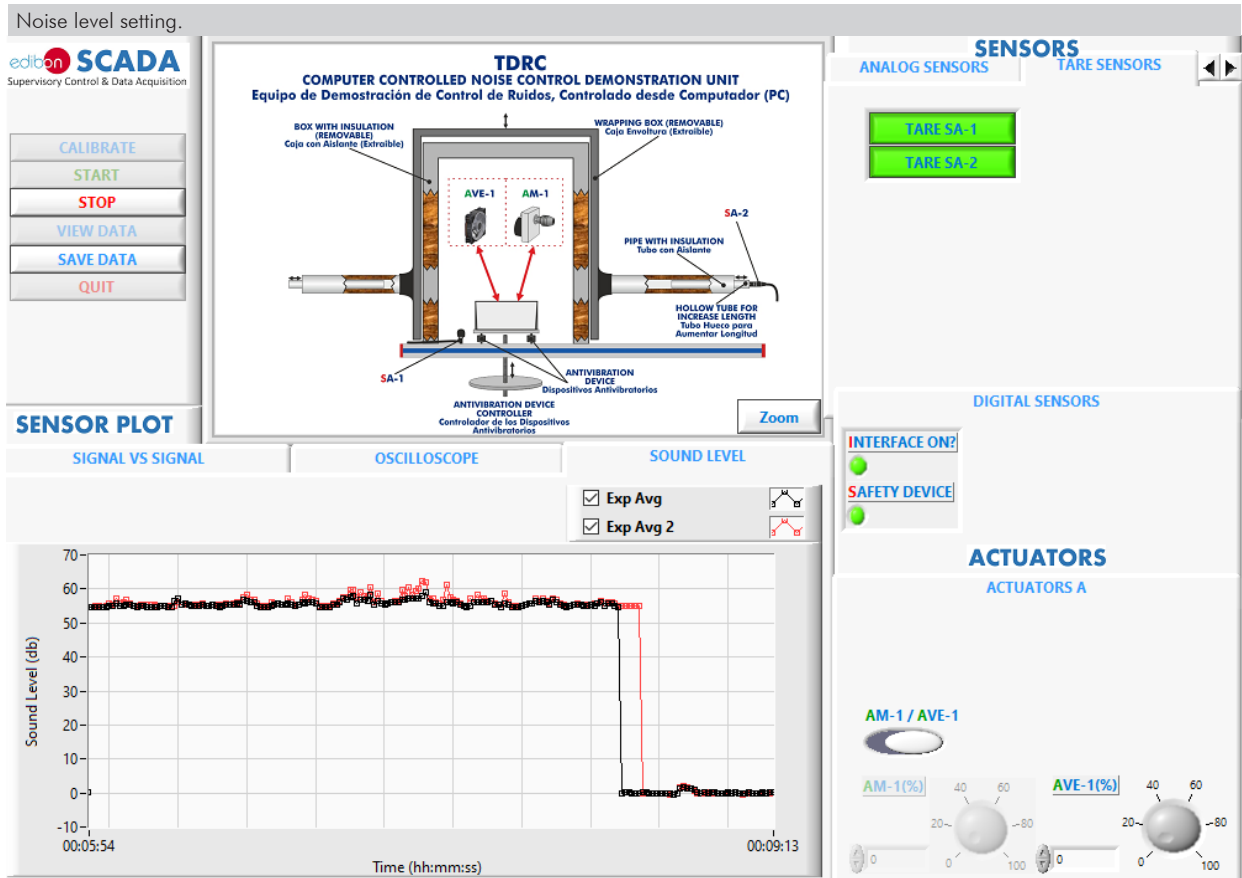 Noise level setting.
edibon SCADA
Supervisory Control & Data Acquisition
CALIBRATE
START
STOP
VIEW DATA
SAVE DATA
QUIT
TDRC
COMPUTER CONTROLLED NOISE CONTROL DEMONSTRATION UNIT
Equipo de Demostración de Control de Ruidos, Controlado desde Computador (PC)
BOX WITH INSULATION
(REMOVABLE)
Caja con Aislante (Extraible)
WRAPPING BOX (REMOVABLE)
Caja Envoltura (Extraible)
AVE-1
AM-1
SA-2
PIPE WITH INSULATION
Tubo con Aislante
HOLLOW TUBE FOR
INCREASE LENGTH
Tubo Hueco para
Aumentar Longitud
SA-1
ANTIVIBRATION
DEVICE
Dispositivos Antivibratorios
ANTIVIBRATION DEVICE
CONTROLLER
Controlador de los Dispositivos
Antivibratorios
Zoom
SENSORS
ANALOG SENSORS
TARE SENSORS
TARE SA-1
TARE SA-2
DIGITAL SENSORS
INTERFACE ON?
SAFETY DEVICE
SENSOR PLOT
SIGNAL VS SIGNAL
OSCILLOSCOPE
SOUND LEVEL
Exp Avg
Exp Avg 2
70
60
50
40
30
20
10
0
-10
Sound Level (db)
00:05:54
00:09:13
Time (hh:mm:ss)
ACTUATORS
ACTUATORS A
AM-1 / AVE-1
AM-1(%)
40 60
20 80
0 100
0
AVE-1(%)
40 60
20 80
0 100
0